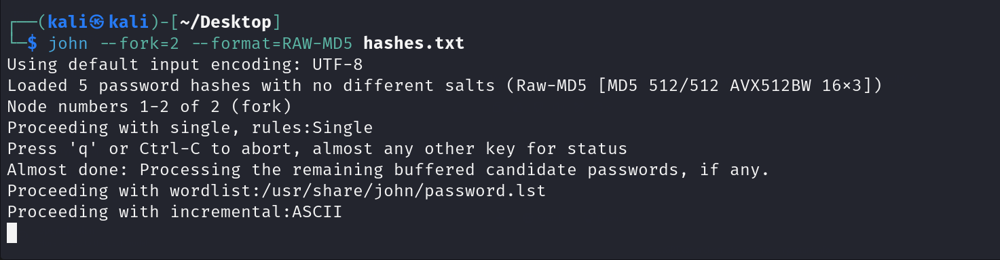 ┌──(kali㉿kali)-[~/Desktop]
└─$ john --fork=2 --format=RAW-MD5 hashes.txt
Using default input encoding: UTF-8
Loaded 5 password hashes with no different salts (Raw-MD5 [MD5 512/512 AVX512BW 16×3])
Node numbers 1-2 of 2 (fork)
Proceeding with single, rules:Single
Press 'q' or Ctrl-C to abort, almost any other key for status
Almost done: Processing the remaining buffered candidate passwords, if any.
Proceeding with wordlist:/usr/share/john/password.lst
Proceeding with incremental:ASCII